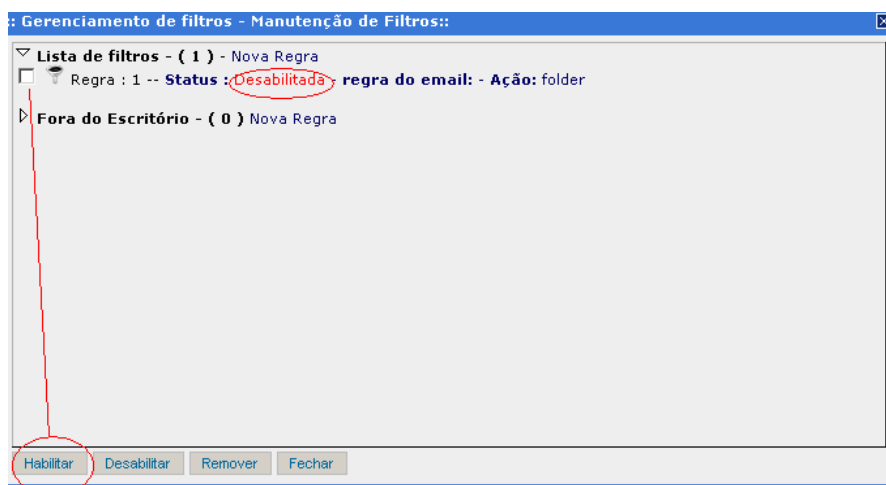 :: Gerenciamento de filtros - Manutenção de Filtros::
Lista de filtros - ( 1 ) - Nova Regra
Regra : 1 -- Status : Desabilitada - regra do email: - Ação: folder
Fora do Escritório - ( 0 ) Nova Regra
Habilitar Desabilitar Remover Fechar